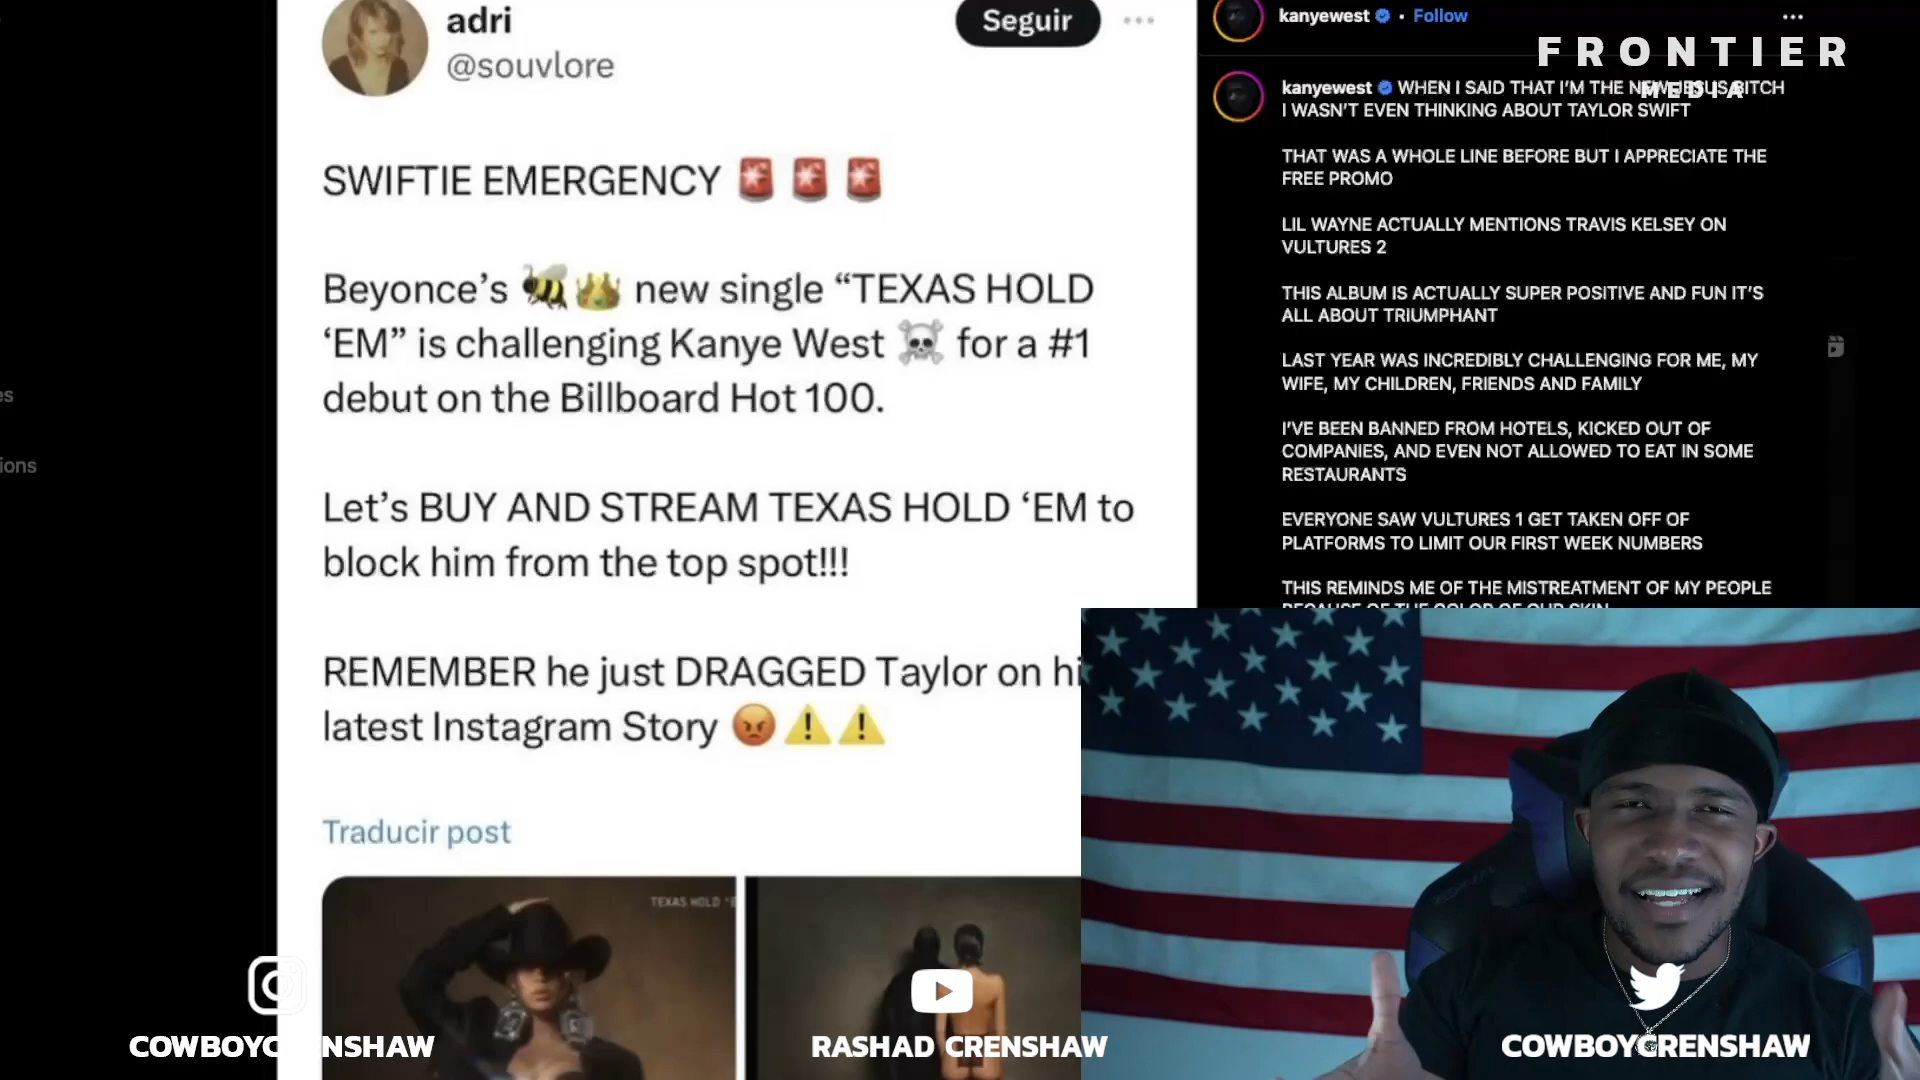 adri
@souvlore
Seguir
SWIFTIE EMERGENCY
Beyonce’s new single “TEXAS HOLD
‘EM” is challenging Kanye West for a #1
debut on the Billboard Hot 100.
Let’s BUY AND STREAM TEXAS HOLD ‘EM to
block him from the top spot!!!
REMEMBER he just DRAGGED Taylor on hi
latest Instagram Story
Traducir post
TEXAS HOLD
es
ions
kanyewest • Follow
FRONTIER
MEDIA
kanyewest WHEN I SAID THAT I’M THE NEW JESUS BITCH
I WASN’T EVEN THINKING ABOUT TAYLOR SWIFT
THAT WAS A WHOLE LINE BEFORE BUT I APPRECIATE THE
FREE PROMO
LIL WAYNE ACTUALLY MENTIONS TRAVIS KELSEY ON
VULTURES 2
THIS ALBUM IS ACTUALLY SUPER POSITIVE AND FUN IT’S
ALL ABOUT TRIUMPHANT
LAST YEAR WAS INCREDIBLY CHALLENGING FOR ME, MY
WIFE, MY CHILDREN, FRIENDS AND FAMILY
I’VE BEEN BANNED FROM HOTELS, KICKED OUT OF
COMPANIES, AND EVEN NOT ALLOWED TO EAT IN SOME
RESTAURANTS
EVERYONE SAW VULTURES 1 GET TAKEN OFF OF
PLATFORMS TO LIMIT OUR FIRST WEEK NUMBERS
THIS REMINDS ME OF THE MISTREATMENT OF MY PEOPLE
BECAUSE OF THE COLOR OF OUR SKIN
COWBOYCRENSHAW
RASHAD CRENSHAW
COWBOYCRENSHAW